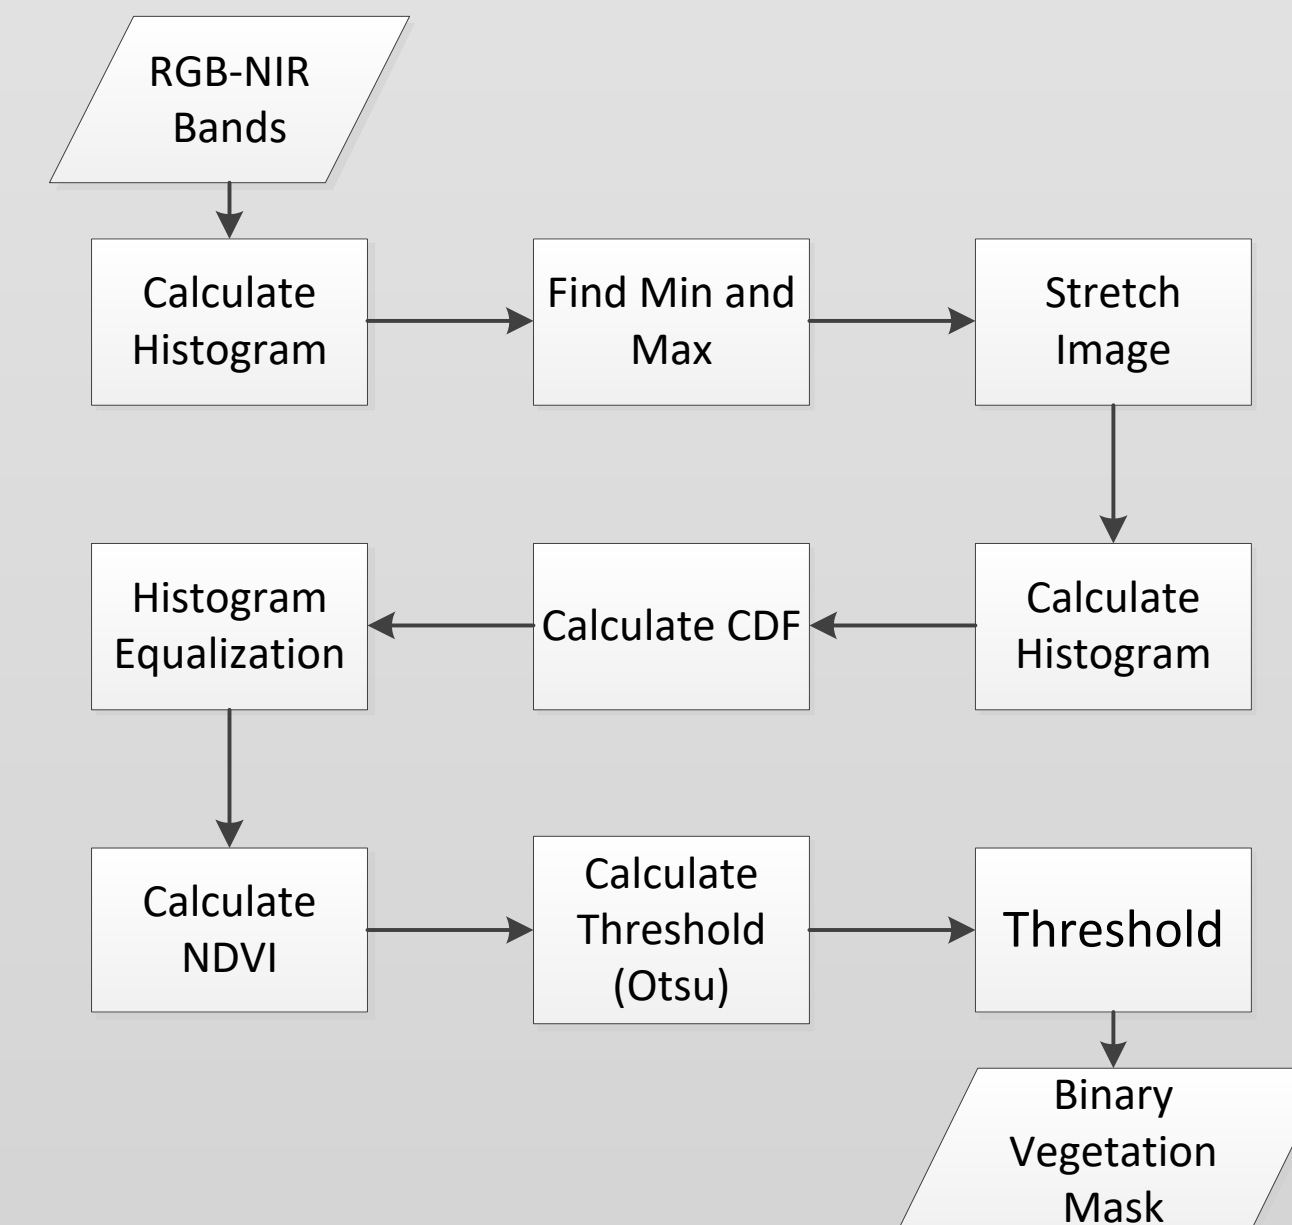 RGB-NIR
Bands
Calculate
Histogram
Find Min and
Max
Stretch
Image
Calculate
Histogram
Calculate CDF
Histogram
Equalization
Calculate
NDVI
Calculate
Threshold
(Otsu)
Threshold
Binary
Vegetation
Mask